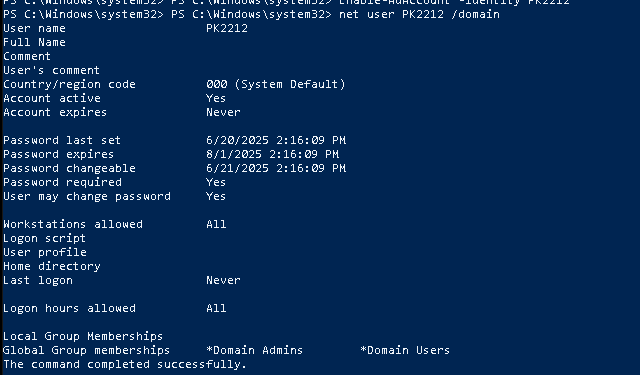 PS C:\Windows\system32> PS C:\Windows\system32> Enable-AdAccount -Identity PK2212
PS C:\Windows\system32> PS C:\Windows\system32> net user PK2212 /domain
User name                    PK2212
Full Name
Comment
User's comment
Country/region code          000 (System Default)
Account active               Yes
Account expires              Never

Password last set            6/20/2025 2:16:09 PM
Password expires             8/1/2025 2:16:09 PM
Password changeable          6/21/2025 2:16:09 PM
Password required            Yes
User may change password     Yes

Workstations allowed         All
Logon script
User profile
Home directory
Last logon                   Never

Logon hours allowed          All

Local Group Memberships
Global Group memberships     *Domain Admins        *Domain Users
The command completed successfully.